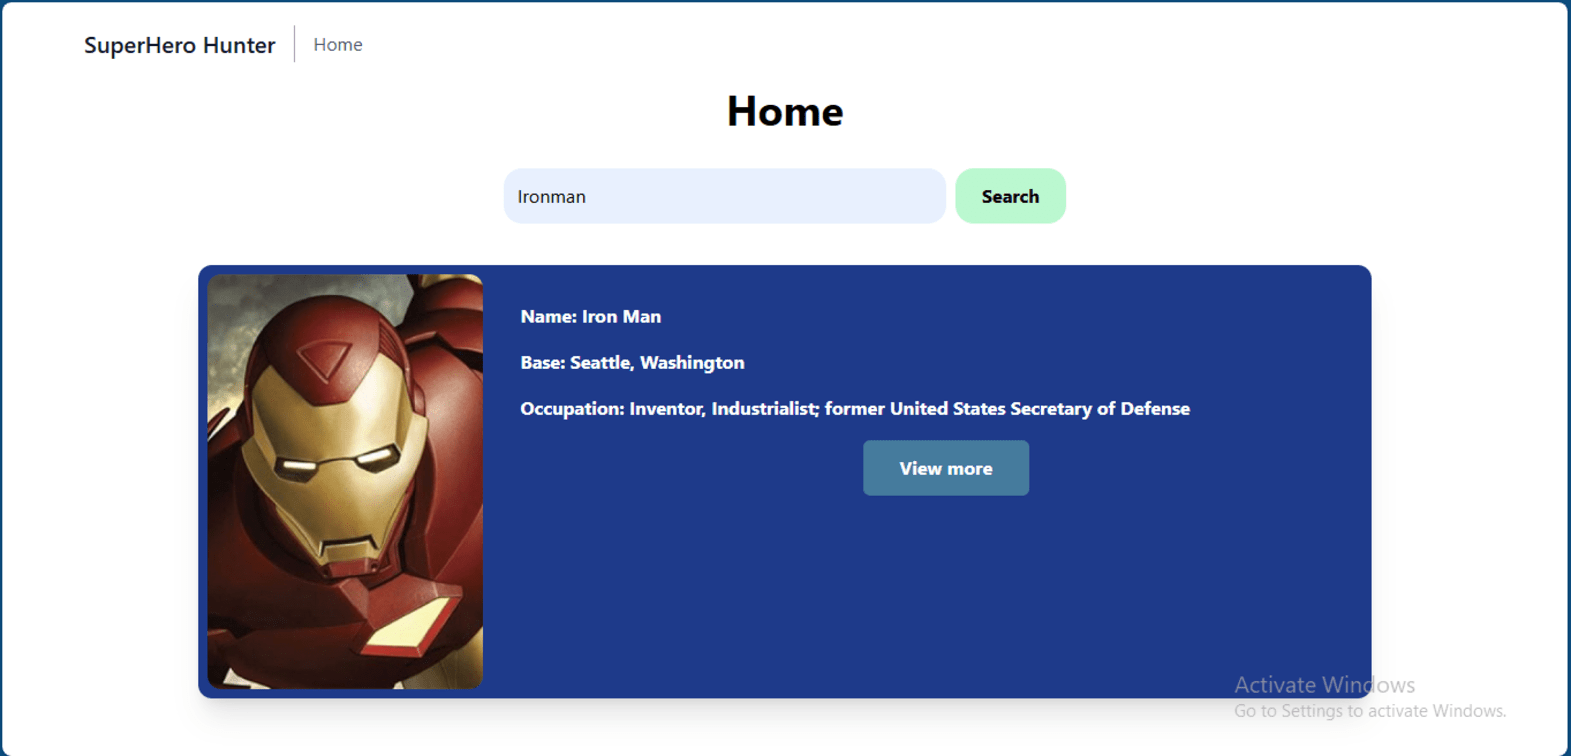 SuperHero Hunter
Home
Home
Ironman
Search
Name: Iron Man
Base: Seattle, Washington
Occupation: Inventor, Industrialist; former United States Secretary of Defense
View more
Activate Windows
Go to Settings to activate Windows.